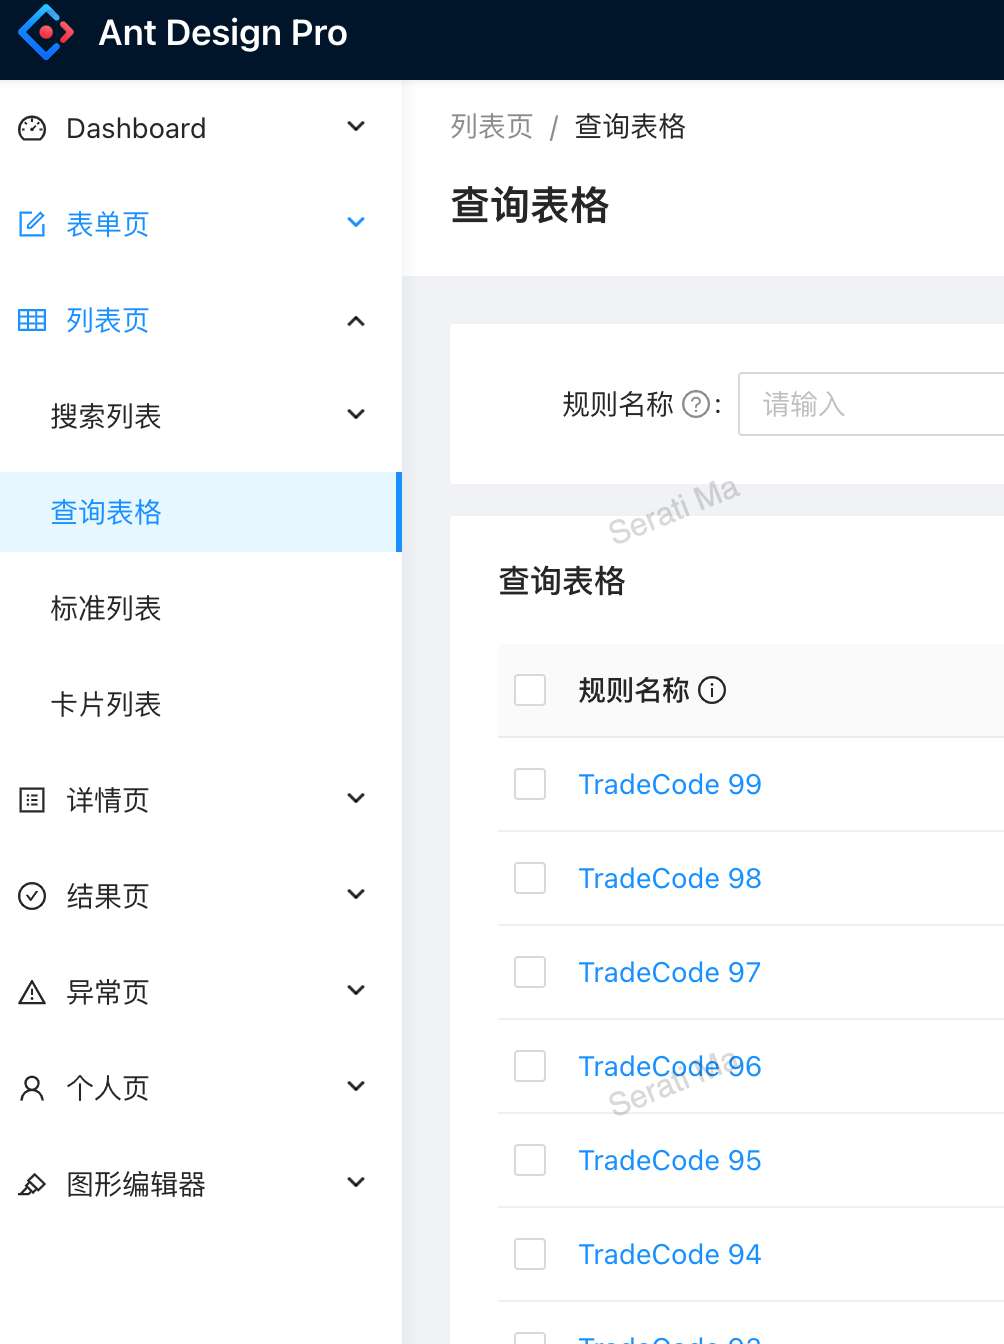 Ant Design Pro
Dashboard
表单页
列表页
搜索列表
查询表格
标准列表
卡片列表
详情页
结果页
异常页
个人页
图形编辑器
列表页 / 查询表格
查询表格
规则名称 ? :
请输入
Serati Ma
查询表格
规则名称
TradeCode 99
TradeCode 98
TradeCode 97
TradeCode 96
Serati Ma
TradeCode 95
TradeCode 94